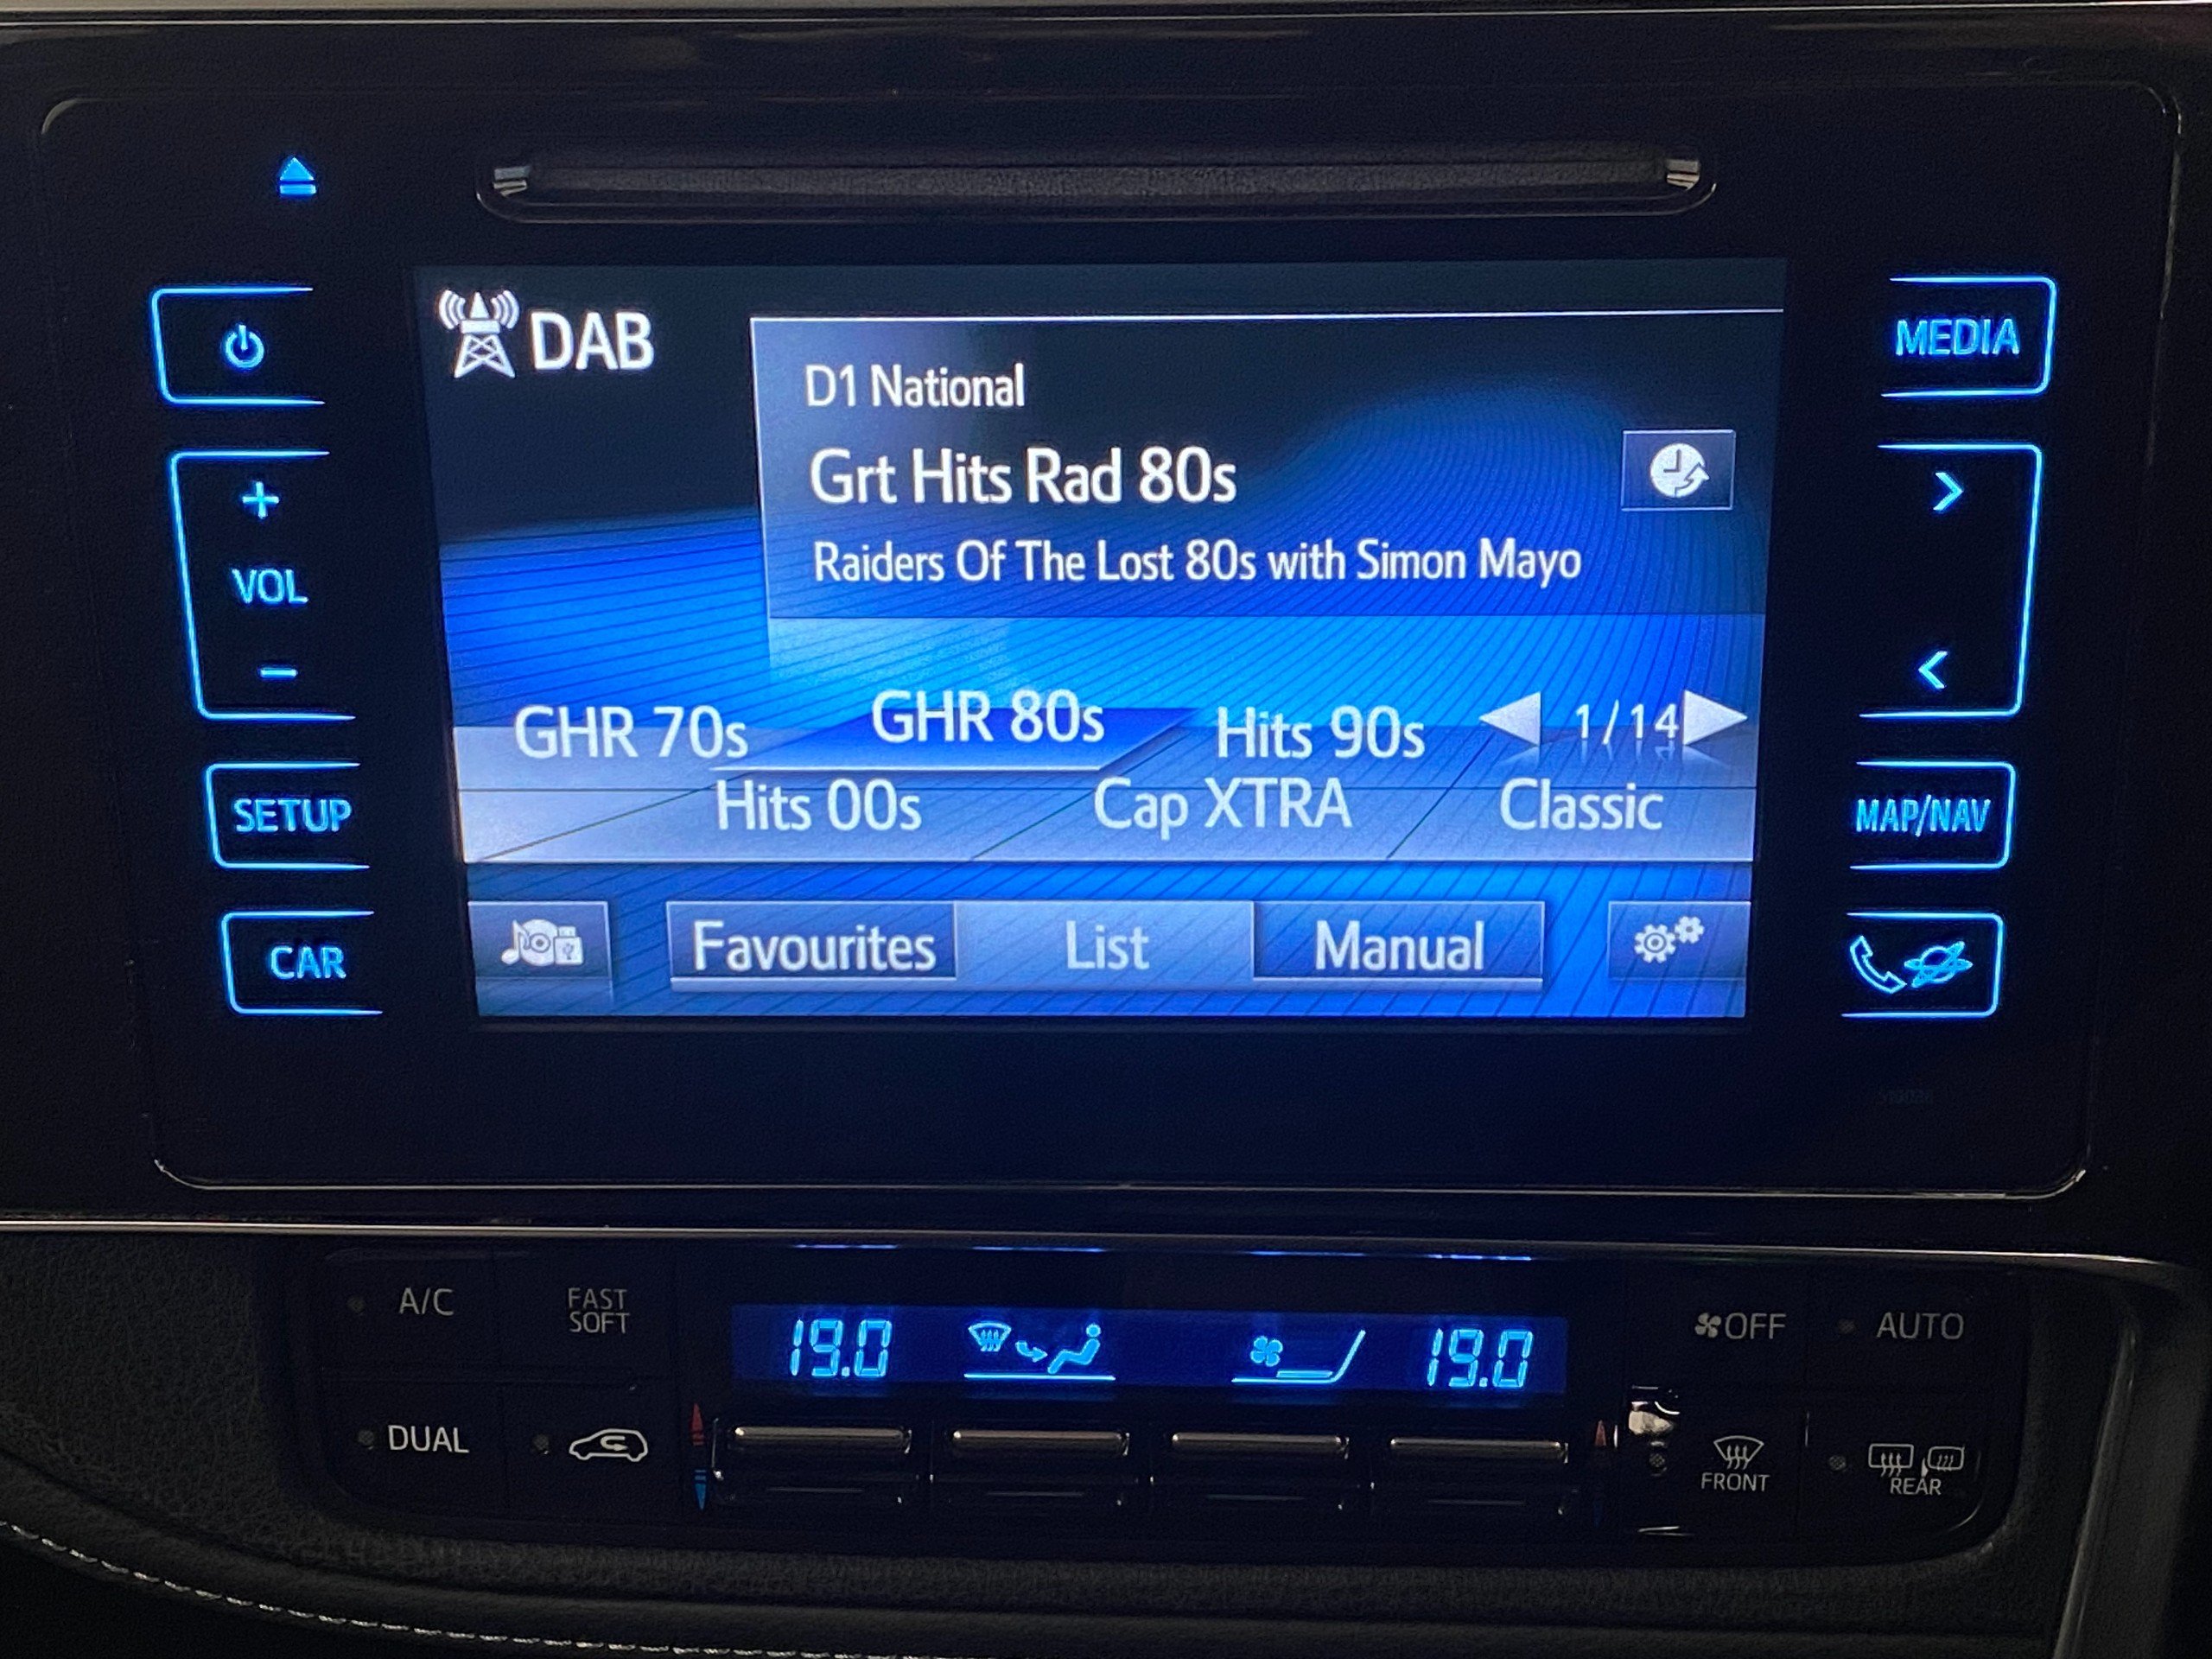 DAB
D1 National
Grt Hits Rad 80s
Raiders Of The Lost 80s with Simon Mayo
GHR 70s GHR 80s Hits 90s 1/14
Hits 00s Cap XTRA Classic
Favourites List Manual
VOL
SETUP
CAR
MEDIA
MAP/NAV
A/C
FAST
SOFT
19.0 19.0
OFF
AUTO
DUAL
FRONT
REAR